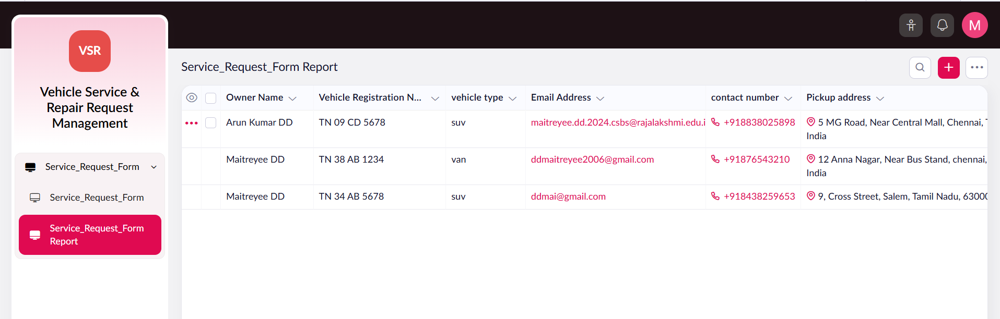 M
VSR
Vehicle Service &
Repair Request
Management
Service_Request_Form
Service_Request_Form
Service_Request_Form
Report
Service_Request_Form Report
Owner Name Vehicle Registration N... vehicle type Email Address contact number Pickup address
Arun Kumar DD TN 09 CD 5678 suv maitreyee.dd.2024.csbs@rajalakshmi.edu.i +918838025898 5 MG Road, Near Central Mall, Chennai,
India
Maitreyee DD TN 38 AB 1234 van ddmaitreyee2006@gmail.com +91876543210 12 Anna Nagar, Near Bus Stand, chennai,
India
Maitreyee DD TN 34 AB 5678 suv ddmai@gmail.com +918438259653 9, Cross Street, Salem, Tamil Nadu, 63000